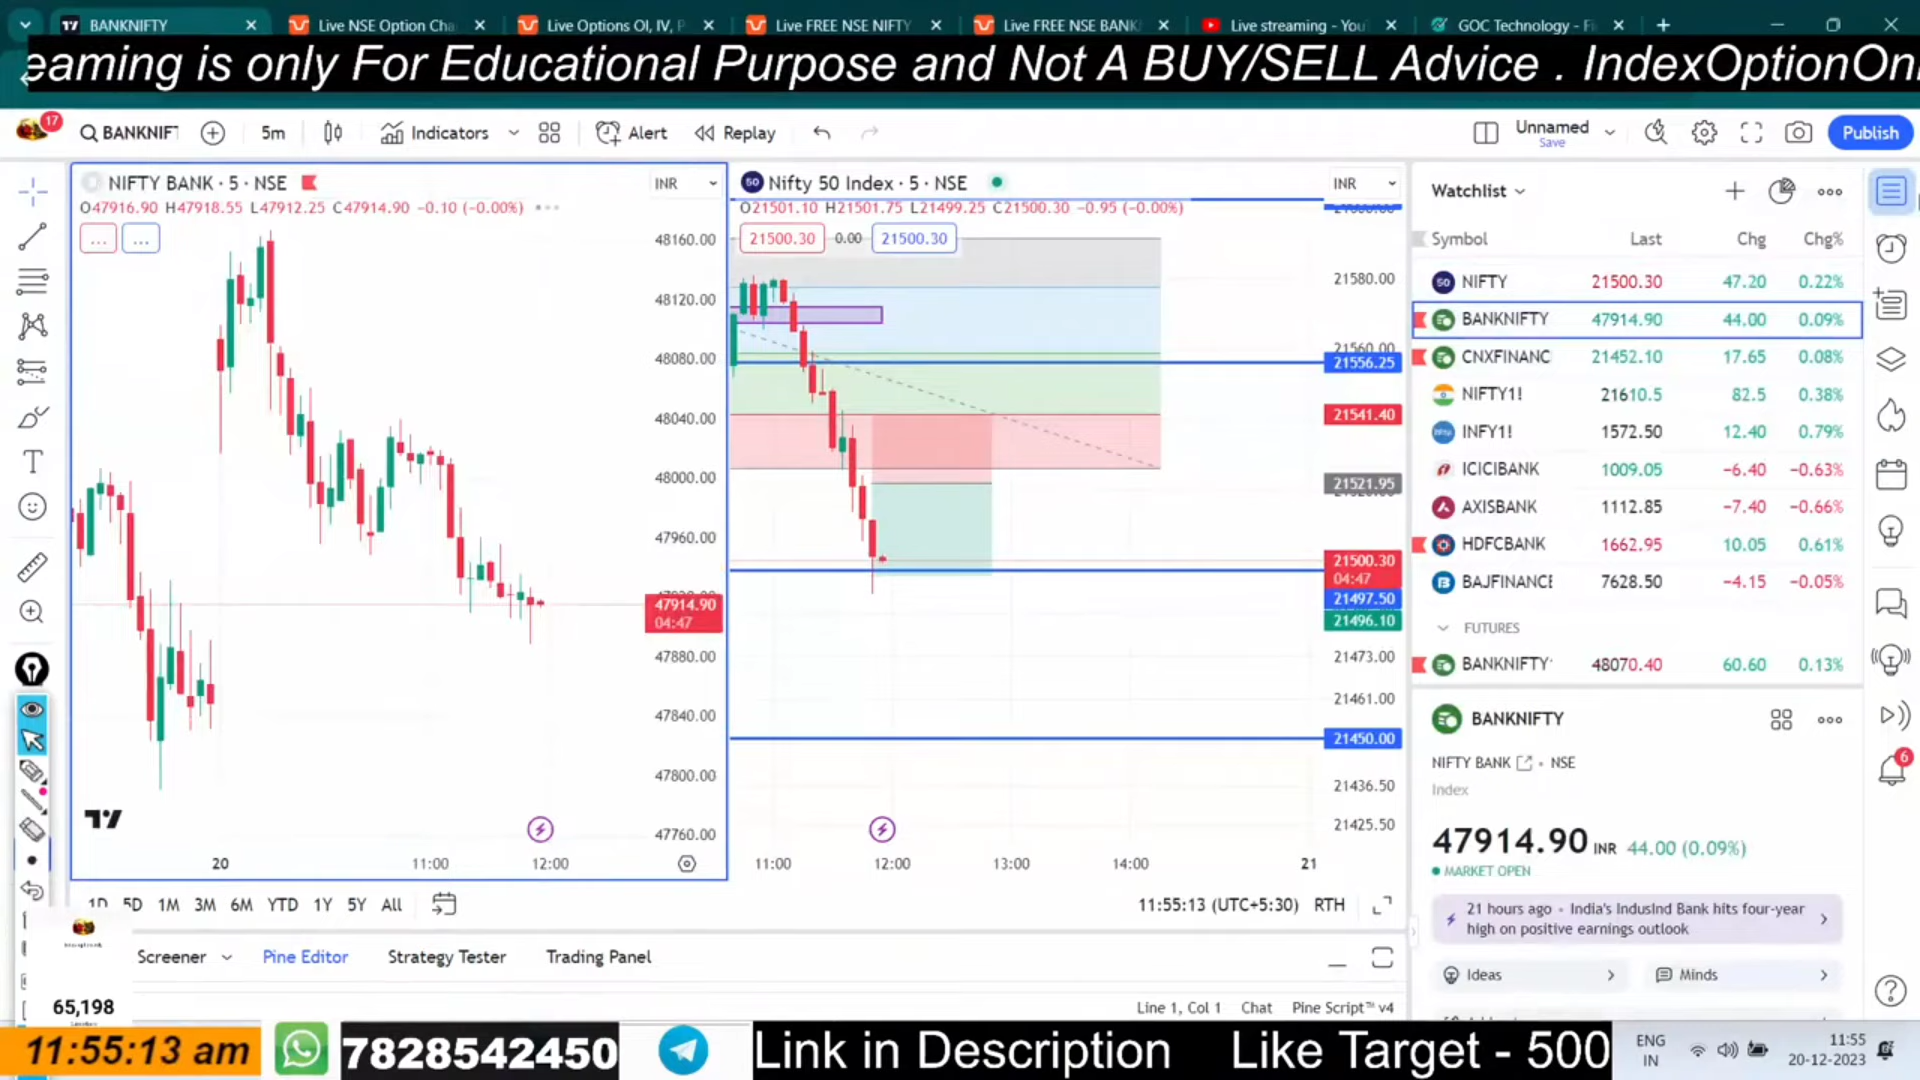 BANKNIFTY
Live NSE Option Cha
Live Options OI, IV, P
Live FREE NSE NIFTY
Live FREE NSE BANK
Live streaming - You
GOC Technology - Fi
eaming is only For Educational Purpose and Not A BUY/SELL Advice . IndexOptionOn
17
BANKNIFT
5m
Indicators
Alert
Replay
Unnamed
Save
Publish
NIFTY BANK · 5 · NSE
INR
O47916.90 H47918.55 L47912.25 C47914.90 -0.10 (-0.00%)
...
...
48160.00
48120.00
48080.00
48040.00
48000.00
47960.00
47914.90
04:47
47880.00
47840.00
47800.00
47760.00
20
11:00
12:00
50
Nifty 50 Index · 5 · NSE
INR
O21501.10 H21501.75 L21499.25 C21500.30 -0.95 (-0.00%)
21500.30
0.00
21500.30
21580.00
21560.00
21556.25
21541.40
21521.95
21500.30
04:47
21497.50
21496.10
21473.00
21461.00
21450.00
21436.50
21425.50
11:00
12:00
13:00
14:00
21
Watchlist
Symbol Last Chg Chg%
50 NIFTY 21500.30 47.20 0.22%
BANKNIFTY 47914.90 44.00 0.09%
CNXFINANC 21452.10 17.65 0.08%
NIFTY1! 21610.5 82.5 0.38%
INFY1! 1572.50 12.40 0.79%
ICICIBANK 1009.05 -6.40 -0.63%
AXISBANK 1112.85 -7.40 -0.66%
HDFCBANK 1662.95 10.05 0.61%
BAJFINANCE 7628.50 -4.15 -0.05%
FUTURES
BANKNIFTY 48070.40 60.60 0.13%
BANKNIFTY
NIFTY BANK · NSE
Index
47914.90 INR 44.00 (0.09%)
MARKET OPEN
21 hours ago · India's IndusInd Bank hits four-year
high on positive earnings outlook
Ideas
Minds
6
1D 5D 1M 3M 6M YTD 1Y 5Y All
11:55:13 (UTC+5:30) RTH
Screener
Pine Editor
Strategy Tester
Trading Panel
Line 1, Col 1
Chat
Pine Script™ v4
65,198
11:55:13 am
7828542450
Link in Description
Like Target - 500
ENG
IN
11:55
20-12-2023